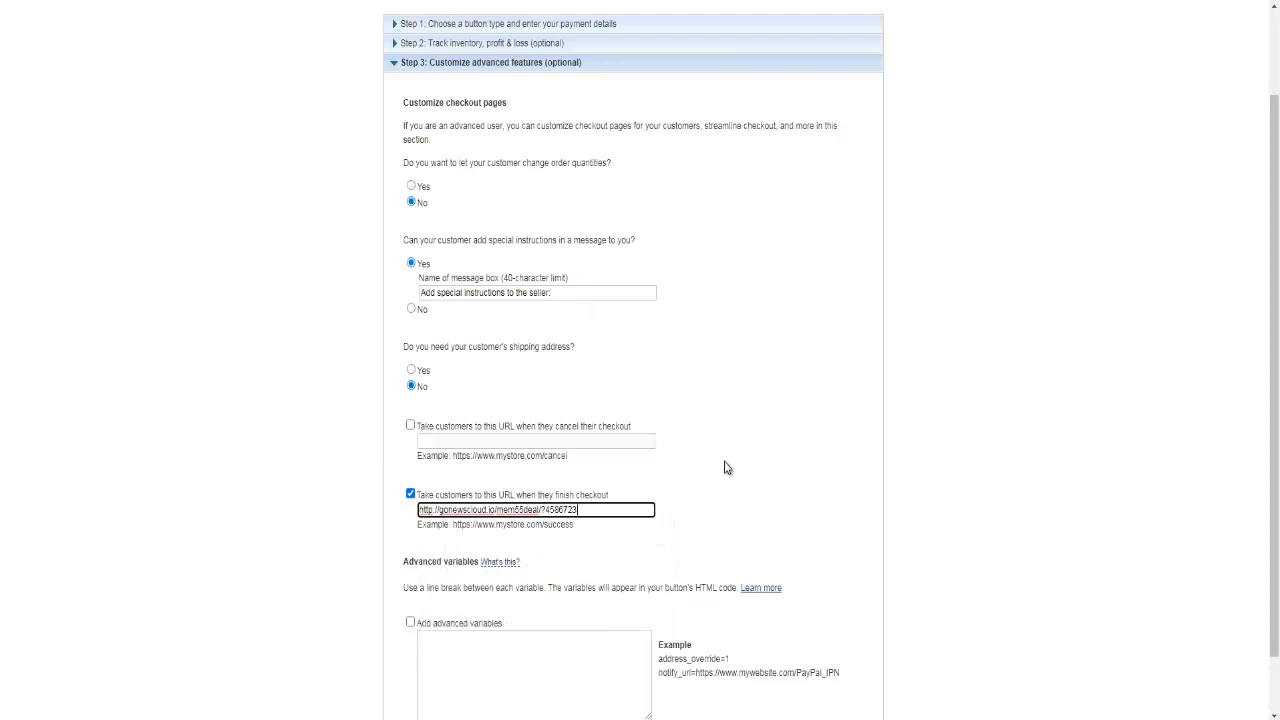 Step 1: Choose a button type and enter your payment details
Step 2: Track inventory, profit & loss (optional)
Step 3: Customize advanced features (optional)
Customize checkout pages
If you are an advanced user, you can customize checkout pages for your customers, streamline checkout, and more in this
section.
Do you want to let your customer change order quantities?
Yes
No
Can your customer add special instructions in a message to you?
Yes
Name of message box (40-character limit)
Add special instructions to the seller:
No
Do you need your customer's shipping address?
Yes
No
Take customers to this URL when they cancel their checkout
Example: https://www.mystore.com/cancel
Take customers to this URL when they finish checkout
http://gonewscloud.io/mem55deal/?4586723
Example: https://www.mystore.com/success
Advanced variables What's this?
Use a line break between each variable. The variables will appear in your button's HTML code. Learn more
Add advanced variables
Example
address_override=1
notify_url=https://www.mywebsite.com/PayPal_IPN